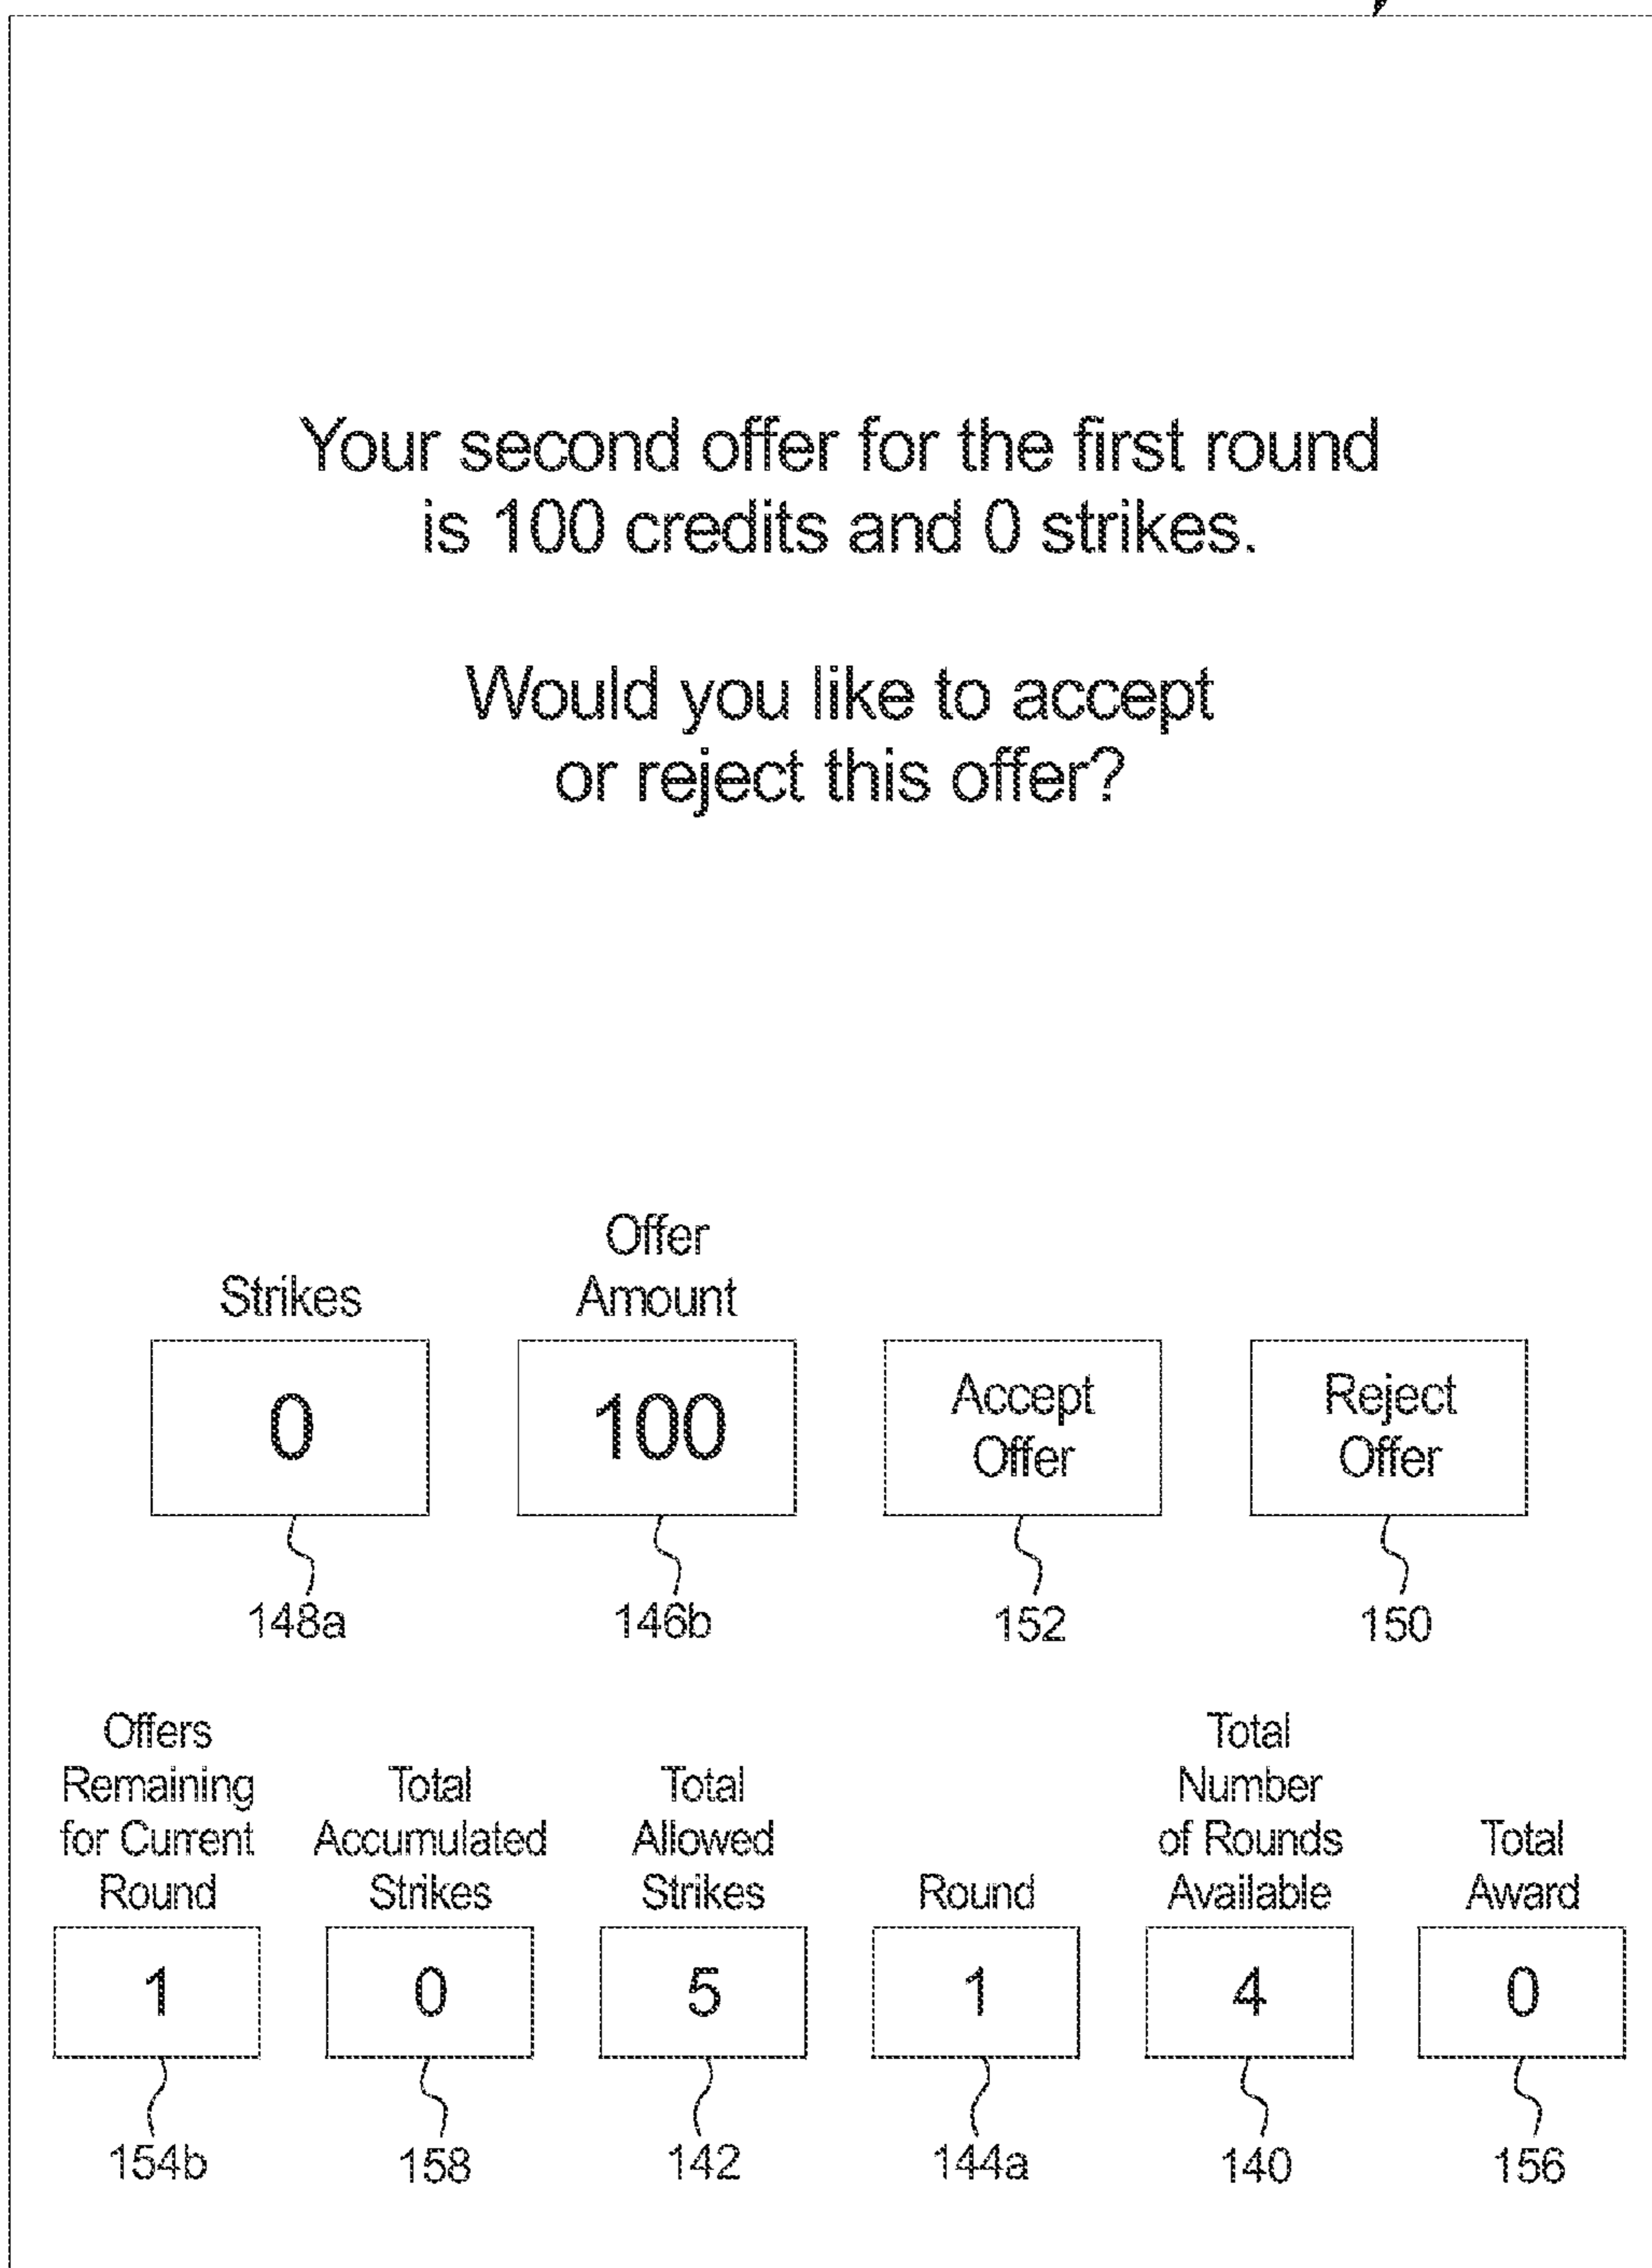 Your second offer for the first round
is 100 credits and 0 strikes.
Would you like to accept
or reject this offer?
Strikes
Offer
Amount
0
100
Accept
Offer
Reject
Offer
148a
146b
152
150
Offers
Remaining
for Current
Round
Total
Accumulated
Strikes
Total
Allowed
Strikes
Round
Total
Number
of Rounds
Available
Total
Award
1
0
5
1
4
0
154b
158
142
144a
140
156